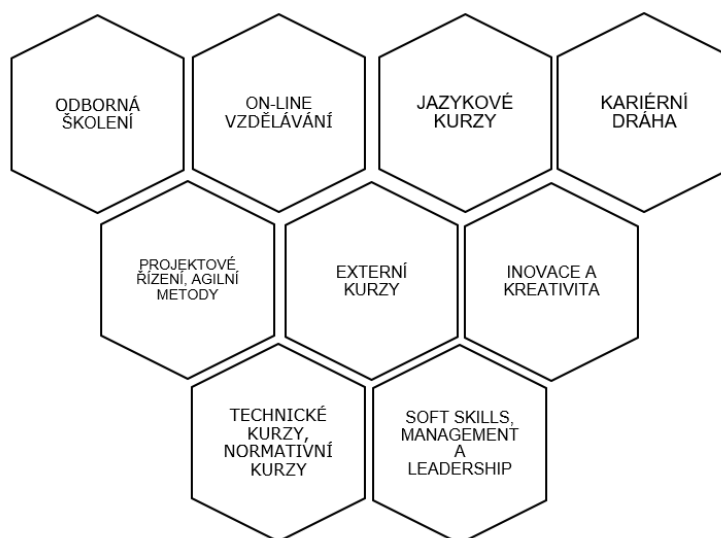 ODBORNÁ
ŠKOLENÍ
ON-LINE
VZDĚLÁVÁNÍ
JAZYKOVÉ
KURZY
KARIÉRNÍ
DRÁHA
PROJEKTOVÉ
ŘÍZENÍ, AGILNÍ
METODY
EXTERNÍ
KURZY
INOVACE A
KREATIVITA
TECHNICKÉ
KURZY,
NORMATIVNÍ
KURZY
SOFT SKILLS,
MANAGEMENT
A
LEADERSHIP